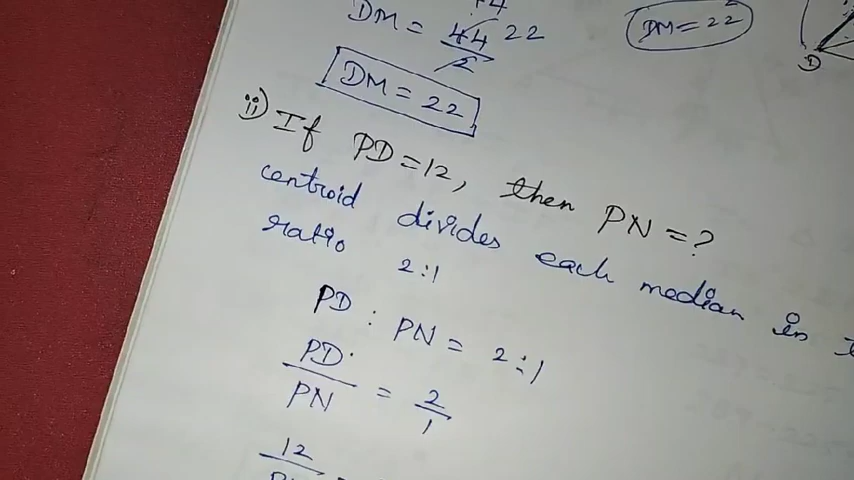 DM = 44/2 22
DM = 22
D
DM = 22
ii) If PD = 12, then PN = ?
centroid divides each median in
ratio 2:1
PD : PN = 2:1
PD/PN = 2/1
12